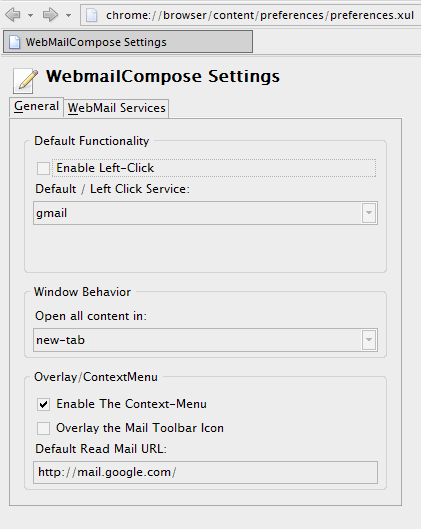 chrome://browser/content/preferences/preferences.xul
WebMailCompose Settings
WebmailCompose Settings
General WebMail Services
Default Functionality
Enable Left-Click
Default / Left Click Service:
gmail
Window Behavior
Open all content in:
new-tab
Overlay/ContextMenu
Enable The Context-Menu
Overlay the Mail Toolbar Icon
Default Read Mail URL:
http://mail.google.com/